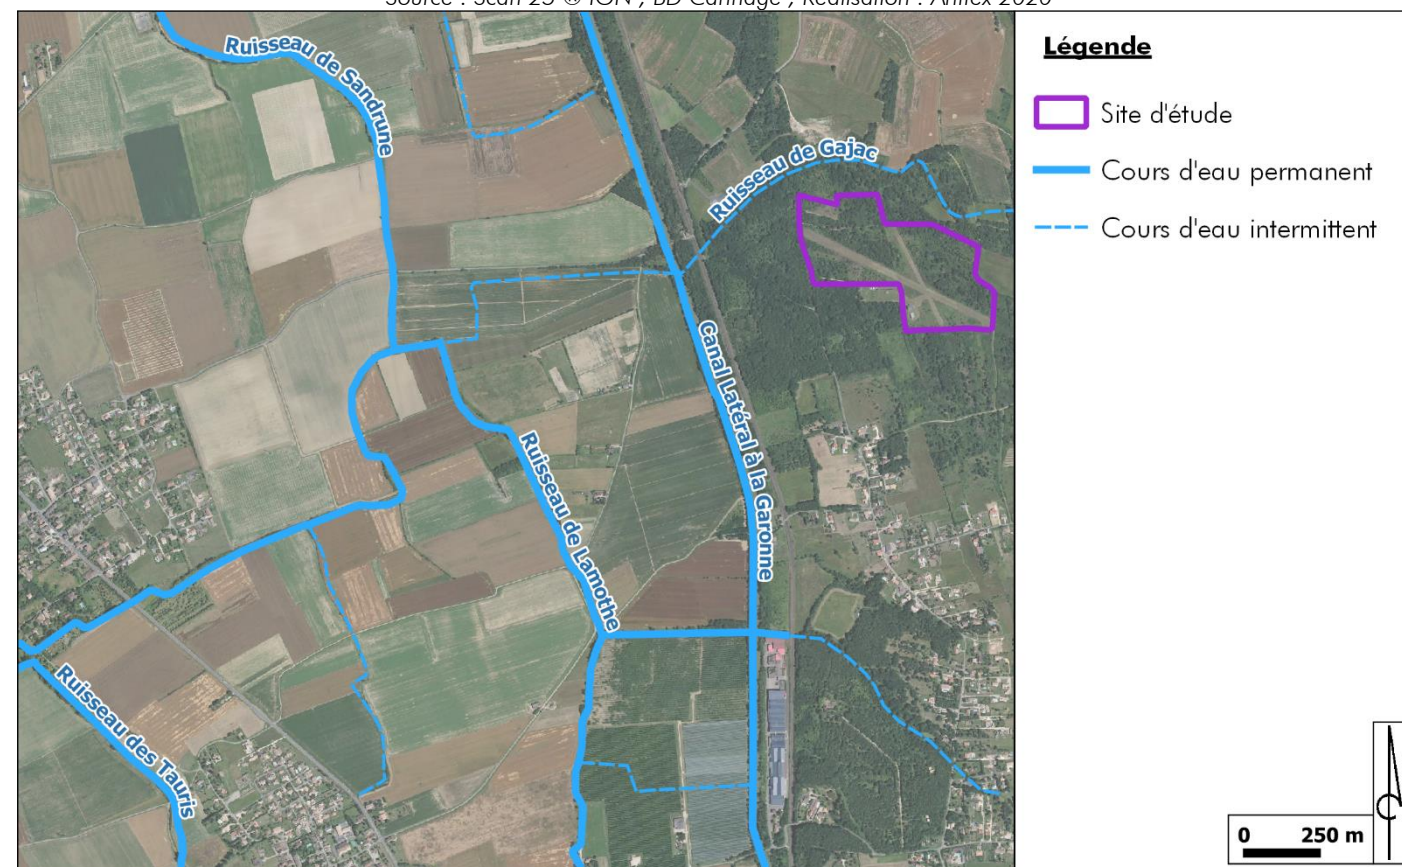 Source : Scan 25 ® IGN ; BD Carthage ; Réalisation : Artifex 2020
Légende
Site d'étude
Cours d'eau permanent
Cours d'eau intermittent
Ruisseau de Sandrune
Ruisseau de Gajac
Canal Latéral à la Garonne
Ruisseau de Lamothe
Ruisseau des Tauris
0 250 m